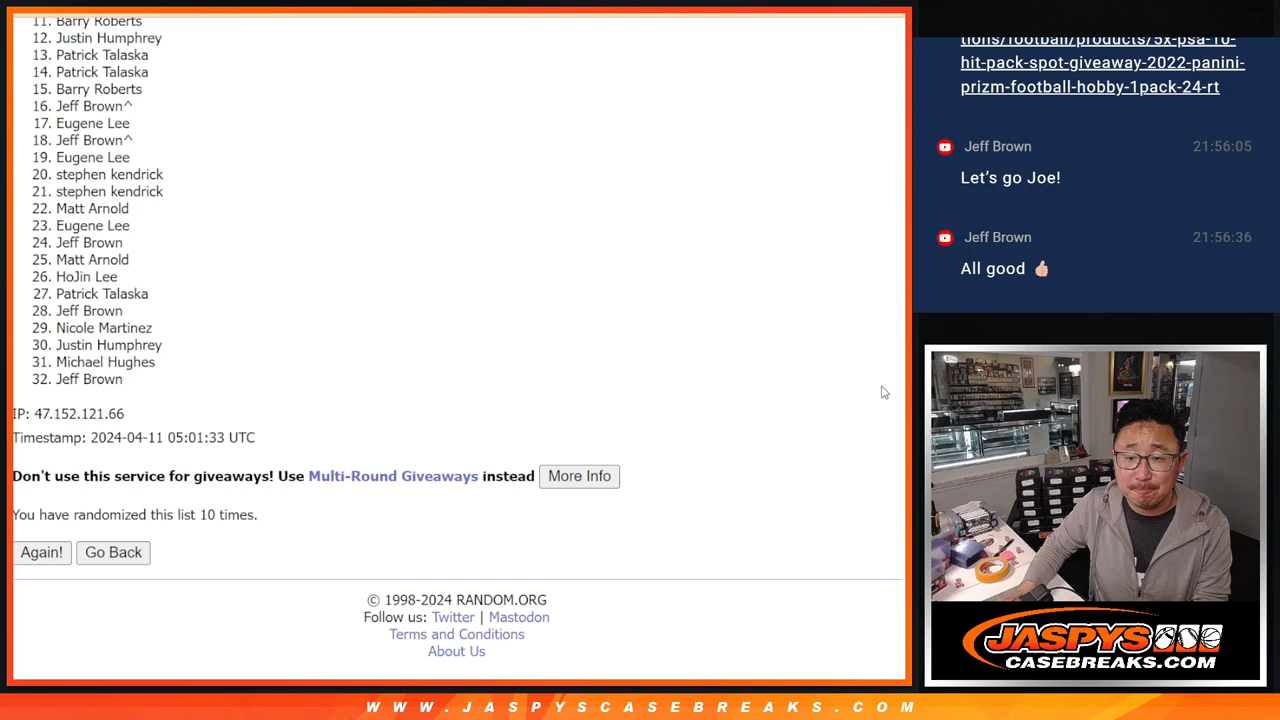 11. Barry Roberts
12. Justin Humphrey
13. Patrick Talaska
14. Patrick Talaska
15. Barry Roberts
16. Jeff Brown^
17. Eugene Lee
18. Jeff Brown^
19. Eugene Lee
20. stephen kendrick
21. stephen kendrick
22. Matt Arnold
23. Eugene Lee
24. Jeff Brown
25. Matt Arnold
26. HoJin Lee
27. Patrick Talaska
28. Jeff Brown
29. Nicole Martinez
30. Justin Humphrey
31. Michael Hughes
32. Jeff Brown
IP: 47.152.121.66
Timestamp: 2024-04-11 05:01:33 UTC
Don't use this service for giveaways! Use Multi-Round Giveaways instead More Info
You have randomized this list 10 times.
Again! Go Back
© 1998-2024 RANDOM.ORG
Follow us: Twitter | Mastodon
Terms and Conditions
About Us
tions/football/products/5x-psa-10-
hit-pack-spot-giveaway-2022-panini-
prizm-football-hobby-1pack-24-rt
Jeff Brown 21:56:05
Let's go Joe!
Jeff Brown 21:56:36
All good 👍🏼
JASPYS
CASEBREAKS.COM
WWW.JASPYSCASEBREAKS.COM